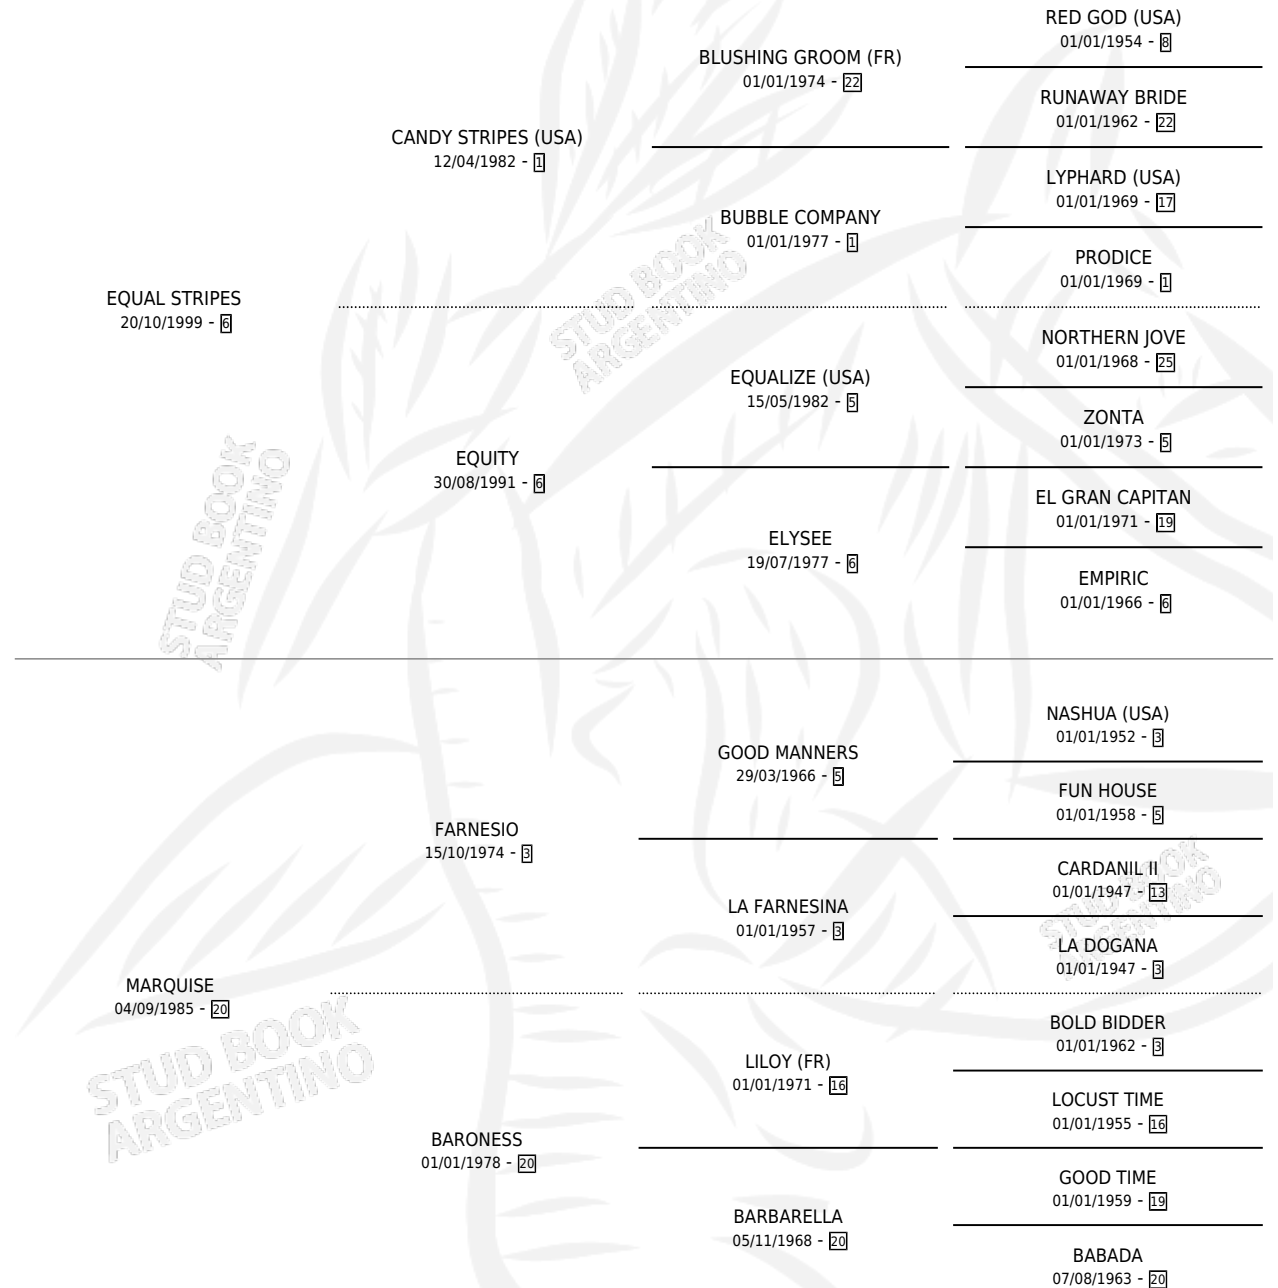 RED GOD (USA)
01/01/1954 - 8
BLUSHING GROOM (FR)
01/01/1974 - 22
RUNAWAY BRIDE
01/01/1962 - 22
CANDY STRIPES (USA)
12/04/1982 - 1
LYPHARD (USA)
01/01/1969 - 17
BUBBLE COMPANY
01/01/1977 - 1
PRODICE
01/01/1969 - 1
EQUAL STRIPES
20/10/1999 - 6
STUD BOOK
ARGENTINO
NORTHERN JOVE
01/01/1968 - 25
EQUALIZE (USA)
15/05/1982 - 5
ZONTA
01/01/1973 - 5
EQUITY
30/08/1991 - 6
EL GRAN CAPITAN
01/01/1971 - 19
ELYSEE
19/07/1977 - 6
EMPIRIC
01/01/1966 - 6
STUD BOOK
ARGENTINO
NASHUA (USA)
01/01/1952 - 3
GOOD MANNERS
29/03/1966 - 5
FUN HOUSE
01/01/1958 - 5
FARNESIO
15/10/1974 - 3
CARDANIL II
01/01/1947 - 13
LA FARNESINA
01/01/1957 - 3
LA DOGANA
01/01/1947 - 3
STUD BOOK
ARGENTINO
MARQUISE
04/09/1985 - 20
STUD BOOK
ARGENTINO
BOLD BIDDER
01/01/1962 - 3
LILOY (FR)
01/01/1971 - 16
LOCUST TIME
01/01/1955 - 16
BARONESS
01/01/1978 - 20
GOOD TIME
01/01/1959 - 19
BARBARELLA
05/11/1968 - 20
BABADA
07/08/1963 - 20